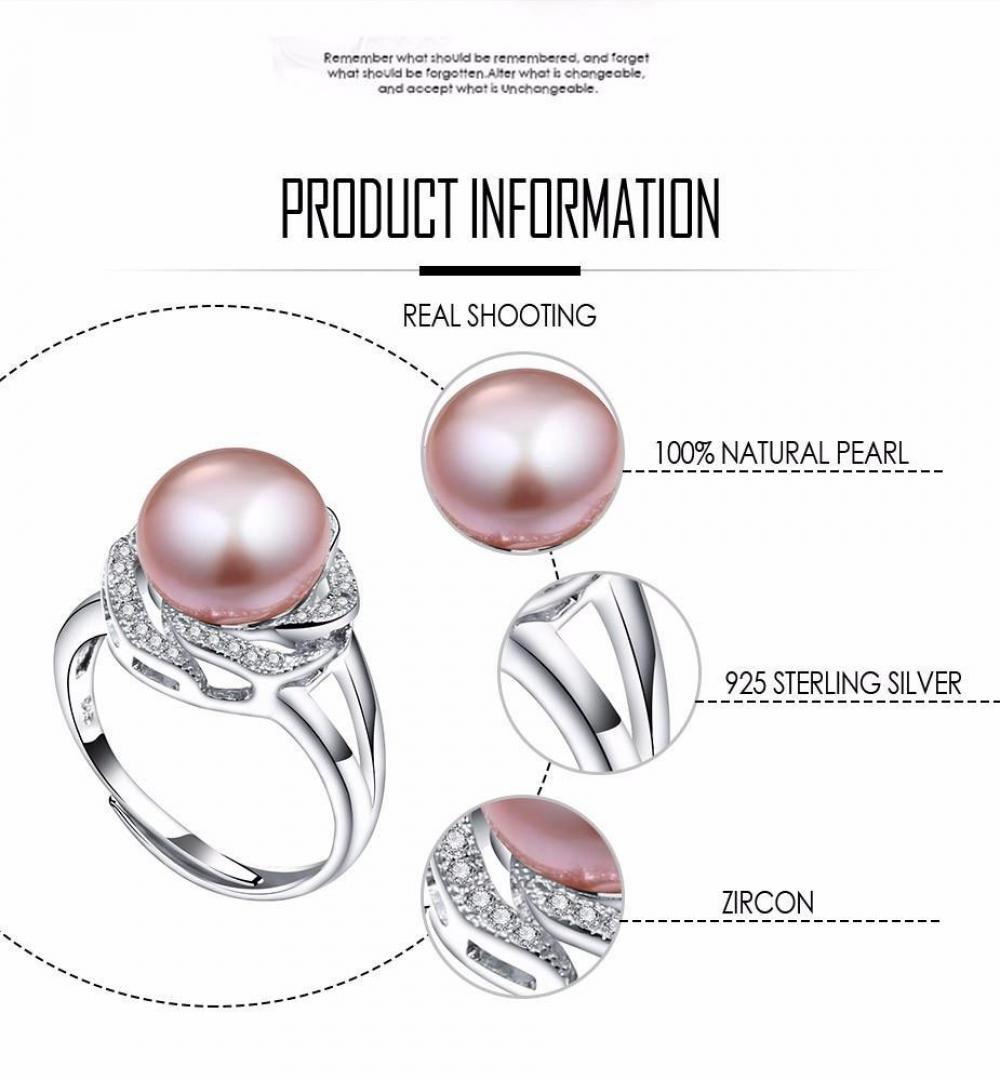 Remember what should be remembered, and forget
what should be forgotten.Alter what is changeable,
and accept what is Unchangeable.
PRODUCT INFORMATION
REAL SHOOTING
100% NATURAL PEARL
925 STERLING SILVER
ZIRCON